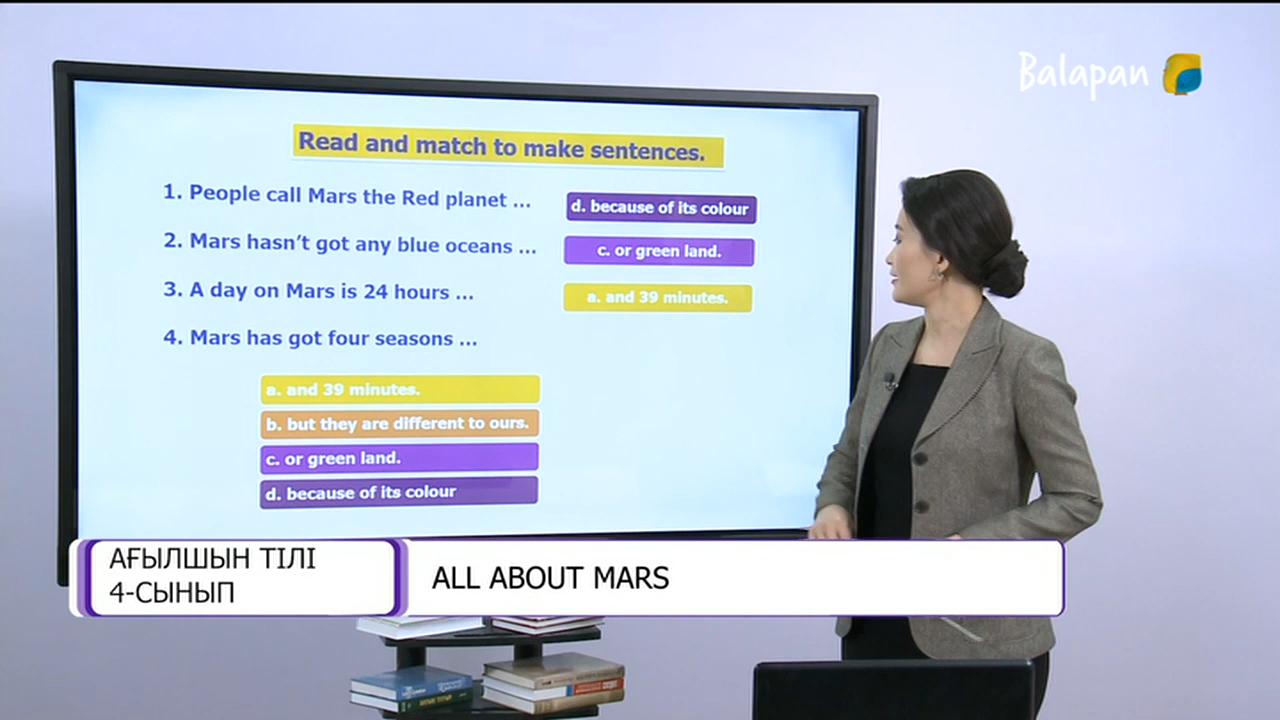 Balapan
Read and match to make sentences.
1. People call Mars the Red planet ... d. because of its colour
2. Mars hasn't got any blue oceans ... c. or green land.
3. A day on Mars is 24 hours ... a. and 39 minutes.
4. Mars has got four seasons ...
a. and 39 minutes.
b. but they are different to ours.
c. or green land.
d. because of its colour
АҒЫЛШЫН ТІЛІ
4-СЫНЫП
ALL ABOUT MARS